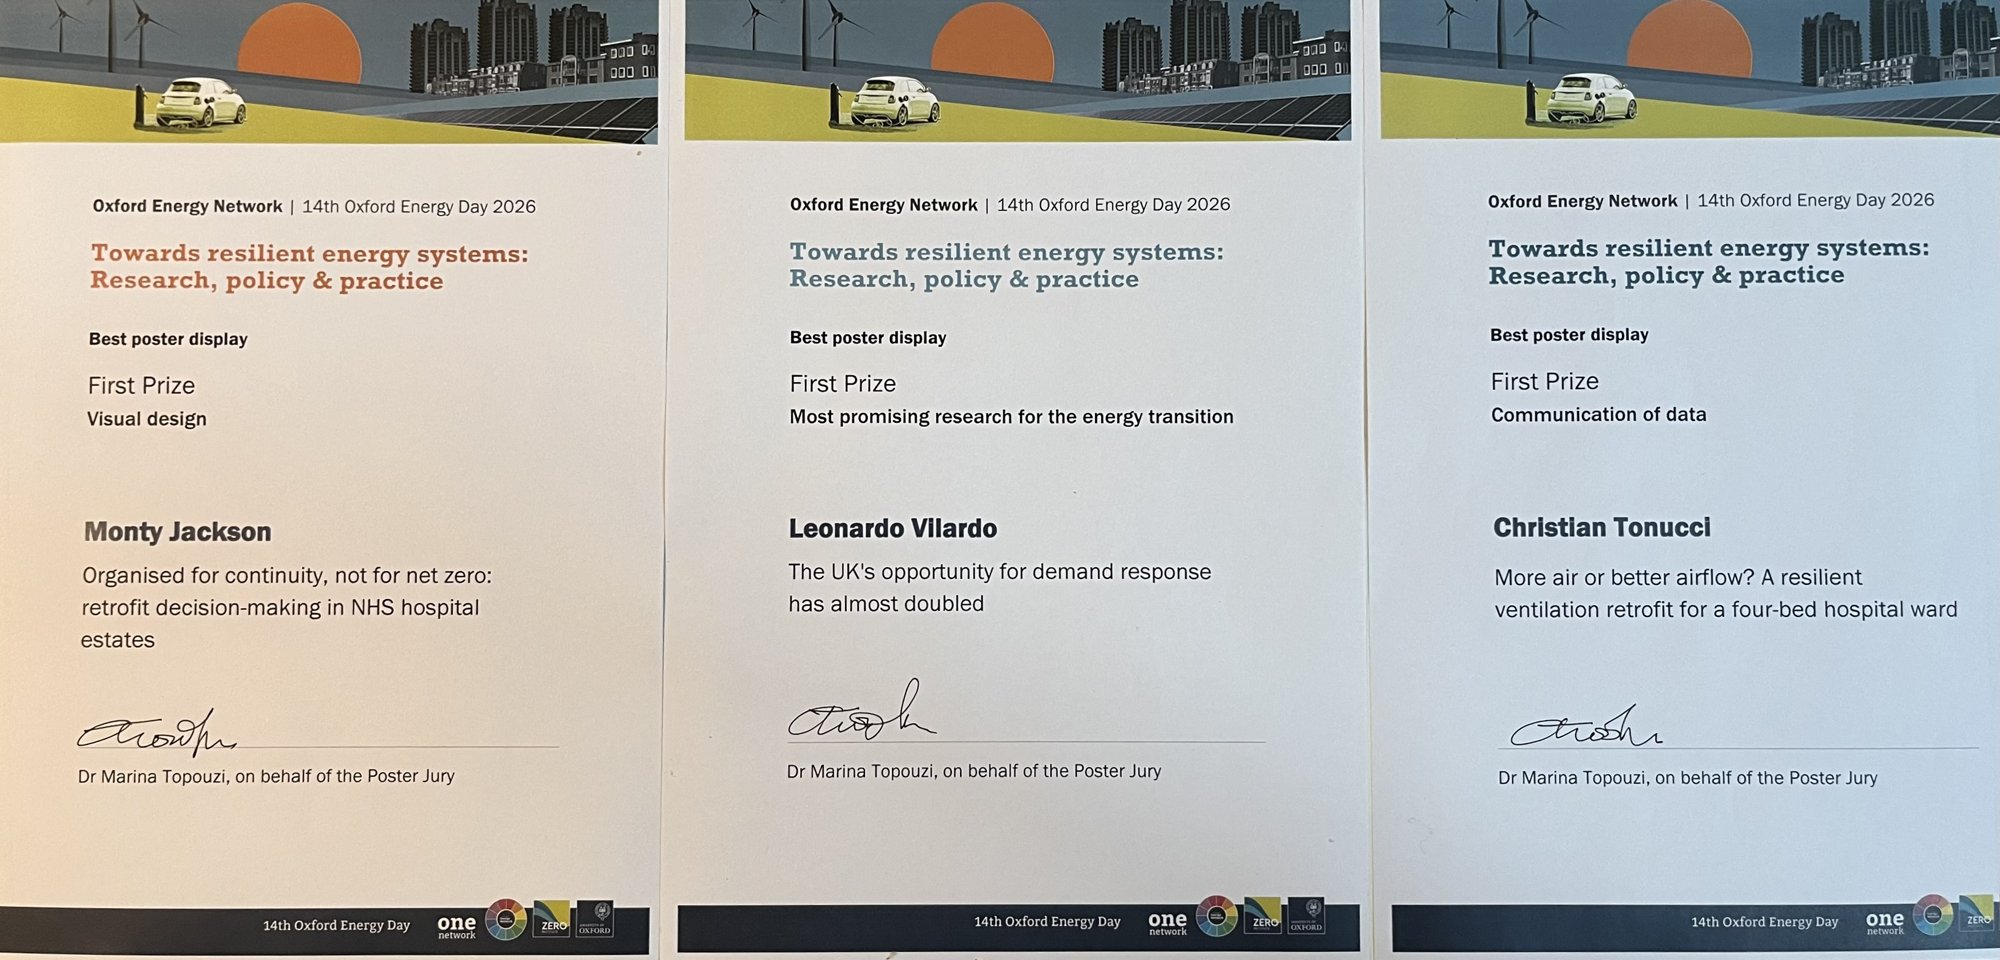 Oxford Energy Network | 14th Oxford Energy Day 2026
Towards resilient energy systems:
Research, policy & practice
Best poster display
First Prize
Visual design
Monty Jackson
Organised for continuity, not for net zero:
retrofit decision-making in NHS hospital
estates
Dr Marina Topouzi, on behalf of the Poster Jury
14th Oxford Energy Day
one
network
ZERO
UNIVERSITY OF
OXFORD
Oxford Energy Network | 14th Oxford Energy Day 2026
Towards resilient energy systems:
Research, policy & practice
Best poster display
First Prize
Most promising research for the energy transition
Leonardo Vilardo
The UK's opportunity for demand response
has almost doubled
Dr Marina Topouzi, on behalf of the Poster Jury
14th Oxford Energy Day
one
network
ZERO
UNIVERSITY OF
OXFORD
Oxford Energy Network | 14th Oxford Energy Day 2026
Towards resilient energy systems:
Research, policy & practice
Best poster display
First Prize
Communication of data
Christian Tonucci
More air or better airflow? A resilient
ventilation retrofit for a four-bed hospital ward
Dr Marina Topouzi, on behalf of the Poster Jury
14th Oxford Energy Day
one
network
ZERO